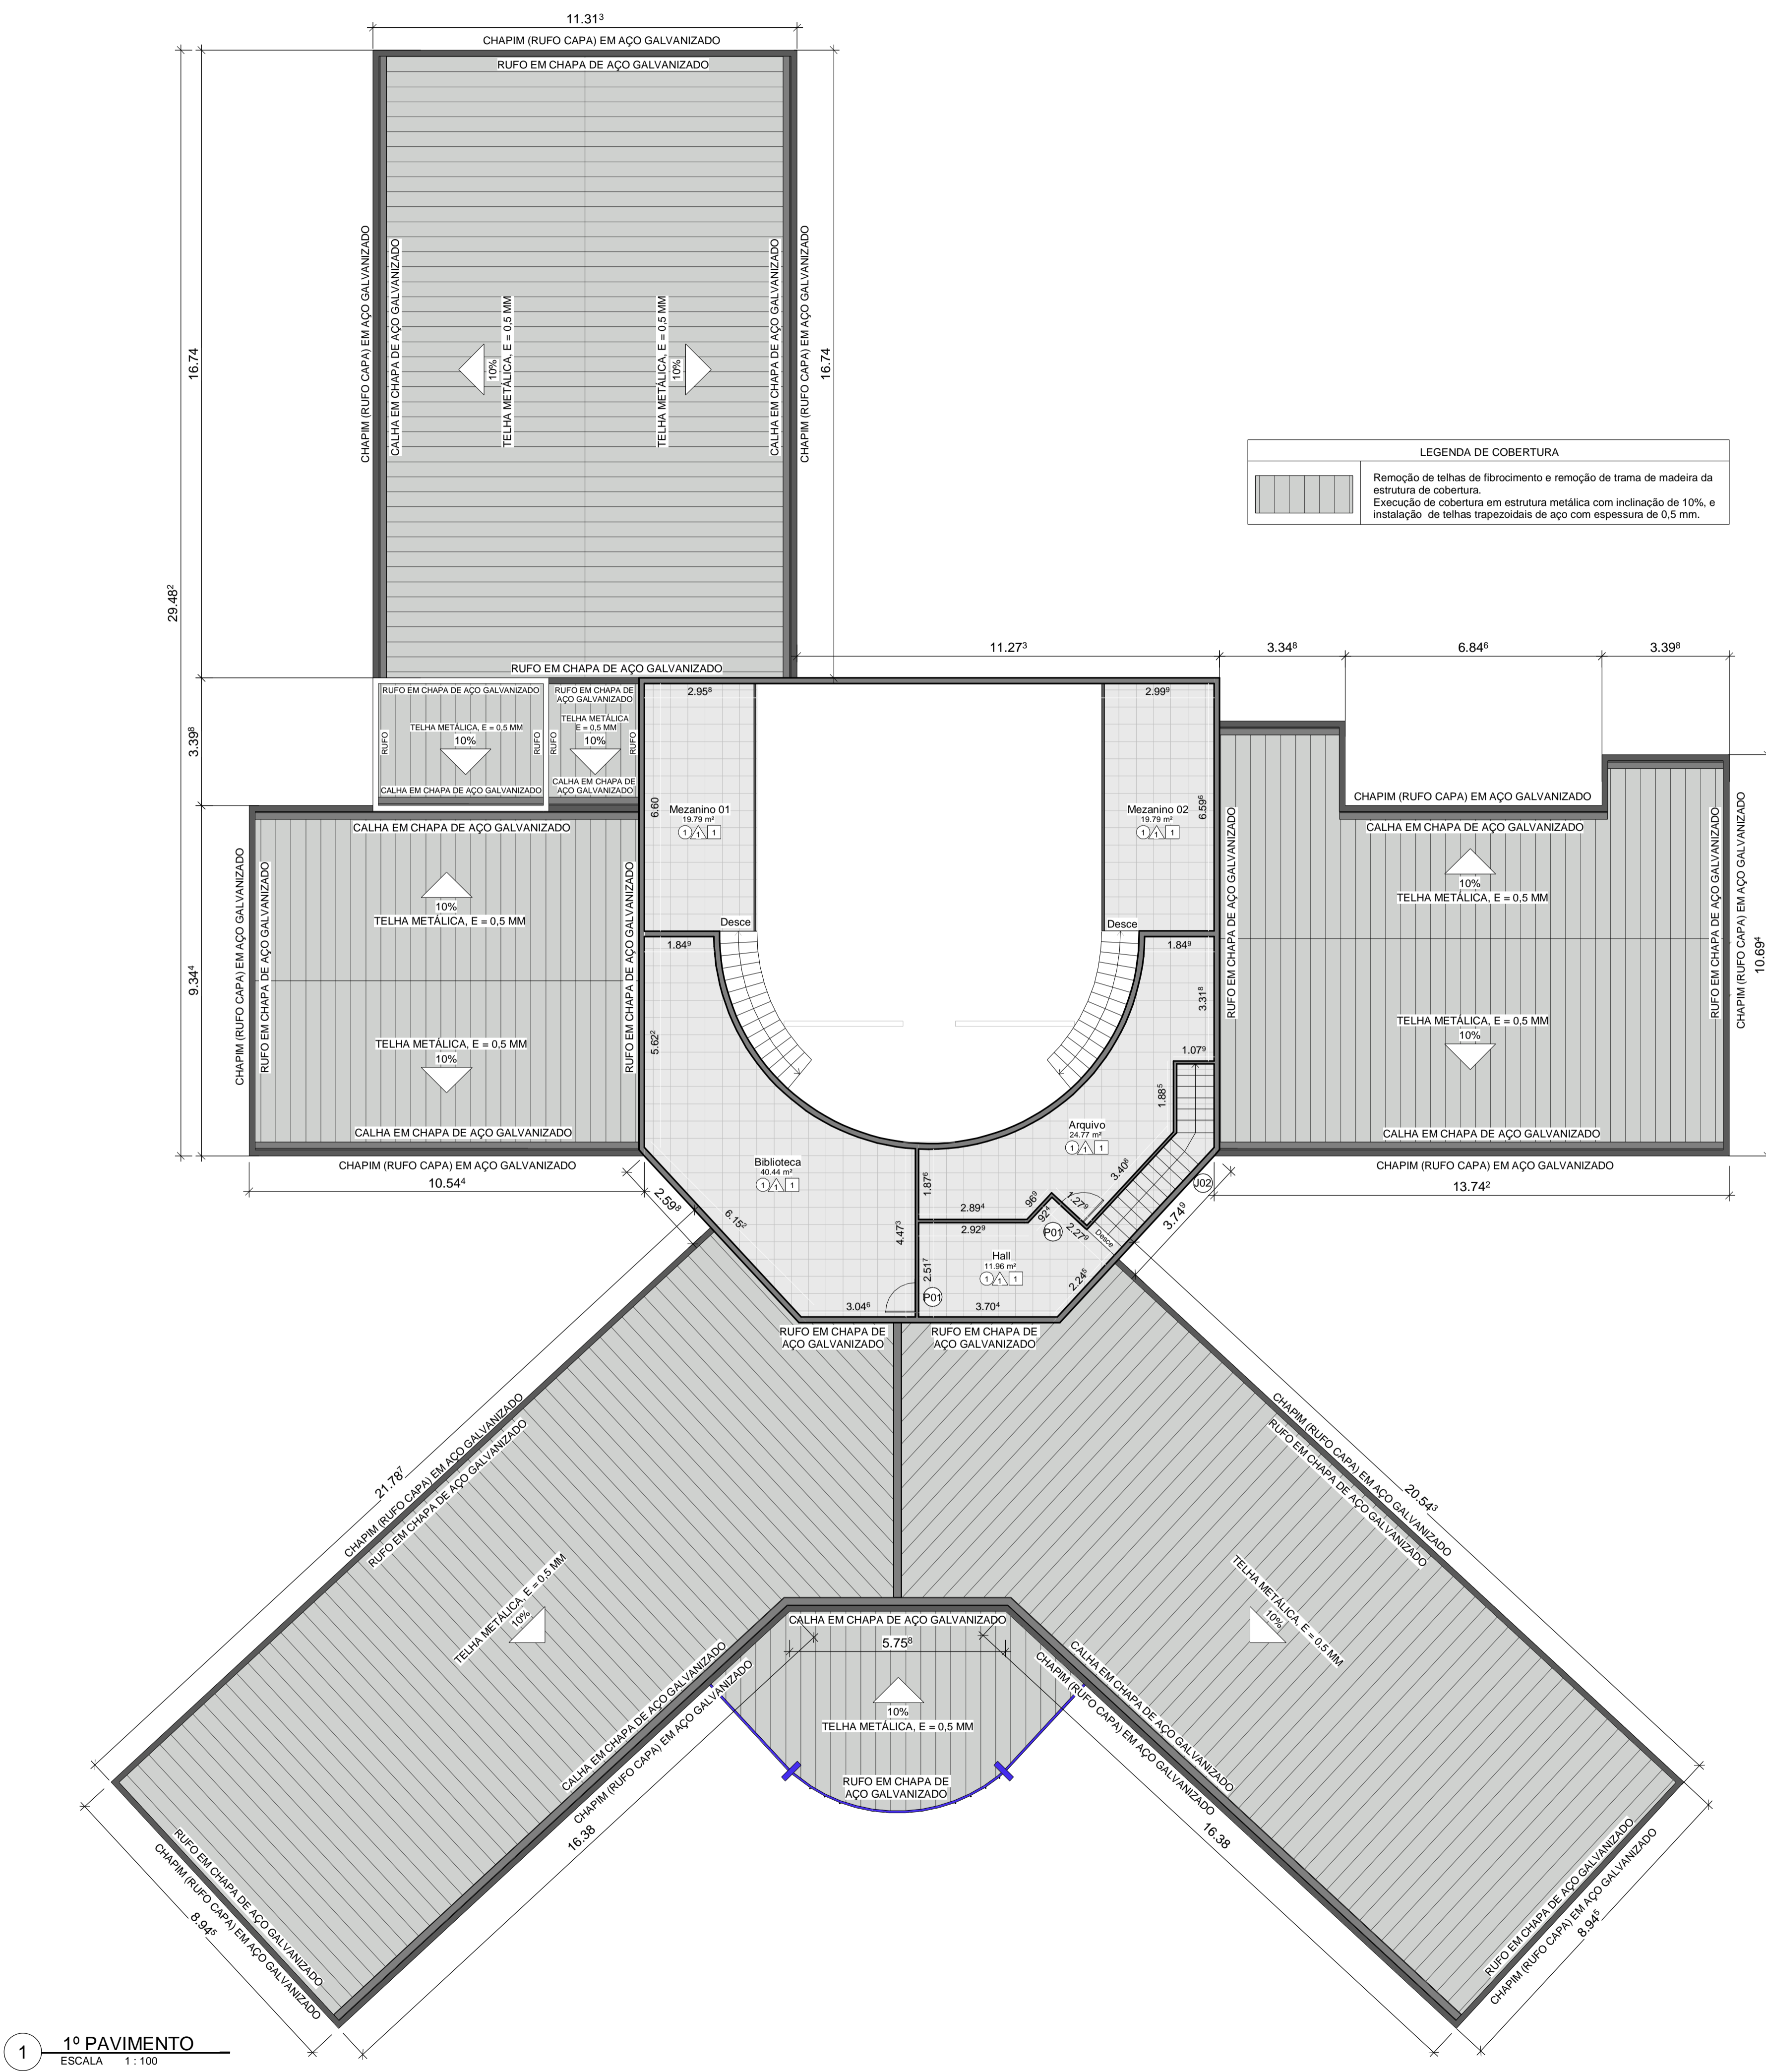 11.31³
CHAPIM (RUFO CAPA) EM AÇO GALVANIZADO
RUFO EM CHAPA DE AÇO GALVANIZADO
CHAPIM (RUFO CAPA) EM AÇO GALVANIZADO
CALHA EM CHAPA DE AÇO GALVANIZADO
TELHA METÁLICA, E = 0,5 MM
10%
TELHA METÁLICA, E = 0,5 MM
10%
CALHA EM CHAPA DE AÇO GALVANIZADO
CHAPIM (RUFO CAPA) EM AÇO GALVANIZADO
16.74
16.74
29.48²
LEGENDA DE COBERTURA
Remoção de telhas de fibrocimento e remoção de trama de madeira da
estrutura de cobertura.
Execução de cobertura em estrutura metálica com inclinação de 10%, e
instalação de telhas trapezoidais de aço com espessura de 0,5 mm.
RUFO EM CHAPA DE AÇO GALVANIZADO
11.27³
3.34⁸
6.84⁶
3.39⁸
3.39⁸
RUFO EM CHAPA DE AÇO GALVANIZADO
TELHA METÁLICA, E = 0,5 MM
10%
RUFO
RUFO
CALHA EM CHAPA DE AÇO GALVANIZADO
RUFO EM CHAPA DE
AÇO GALVANIZADO
TELHA METÁLICA
E = 0,5 MM
10%
RUFO
RUFO
CALHA EM CHAPA DE
AÇO GALVANIZADO
2.95⁸
2.99⁹
6.60
Mezanino 01
19.79 m²
1 1 1
Mezanino 02
19.79 m²
1 1 1
6.59⁶
Desce
Desce
CHAPIM (RUFO CAPA) EM AÇO GALVANIZADO
CALHA EM CHAPA DE AÇO GALVANIZADO
10%
TELHA METÁLICA, E = 0,5 MM
TELHA METÁLICA, E = 0,5 MM
10%
CALHA EM CHAPA DE AÇO GALVANIZADO
CHAPIM (RUFO CAPA) EM AÇO GALVANIZADO
RUFO EM CHAPA DE AÇO GALVANIZADO
RUFO EM CHAPA DE AÇO GALVANIZADO
CHAPIM (RUFO CAPA) EM AÇO GALVANIZADO
10.69⁴
13.74²
CALHA EM CHAPA DE AÇO GALVANIZADO
10%
TELHA METÁLICA, E = 0,5 MM
TELHA METÁLICA, E = 0,5 MM
10%
CALHA EM CHAPA DE AÇO GALVANIZADO
CHAPIM (RUFO CAPA) EM AÇO GALVANIZADO
CHAPIM (RUFO CAPA) EM AÇO GALVANIZADO
RUFO EM CHAPA DE AÇO GALVANIZADO
RUFO EM CHAPA DE AÇO GALVANIZADO
9.34⁴
10.54⁴
1.84⁹
1.84⁹
5.62²
3.31⁸
1.07⁹
1.88⁵
Arquivo
24.77 m²
1 1 1
Biblioteca
40.44 m²
1 1 1
2.59⁸
6.15²
1.87⁶
4.47³
2.89⁴
2.92⁹
96⁹
92⁴
1.27⁹
3.40⁸
2.27⁹
Desce
J02
3.74⁹
P01
Hall
11.96 m²
1 1 1
2.51⁷
P01
2.24⁵
3.04⁶
3.70⁴
RUFO EM CHAPA DE
AÇO GALVANIZADO
RUFO EM CHAPA DE
AÇO GALVANIZADO
21.78⁷
CHAPIM (RUFO CAPA) EM AÇO GALVANIZADO
RUFO EM CHAPA DE AÇO GALVANIZADO
TELHA METÁLICA, E = 0,5 MM
10%
CALHA EM CHAPA DE AÇO GALVANIZADO
CHAPIM (RUFO CAPA) EM AÇO GALVANIZADO
16.38
RUFO EM CHAPA DE AÇO GALVANIZADO
CHAPIM (RUFO CAPA) EM AÇO GALVANIZADO
8.94⁵
CALHA EM CHAPA DE AÇO GALVANIZADO
5.75⁸
10%
TELHA METÁLICA, E = 0,5 MM
RUFO EM CHAPA DE
AÇO GALVANIZADO
20.54³
CHAPIM (RUFO CAPA) EM AÇO GALVANIZADO
RUFO EM CHAPA DE AÇO GALVANIZADO
TELHA METÁLICA, E = 0,5 MM
10%
CALHA EM CHAPA DE AÇO GALVANIZADO
CHAPIM (RUFO CAPA) EM AÇO GALVANIZADO
16.38
RUFO EM CHAPA DE AÇO GALVANIZADO
CHAPIM (RUFO CAPA) EM AÇO GALVANIZADO
8.94⁵
1
1º PAVIMENTO
ESCALA 1 : 100